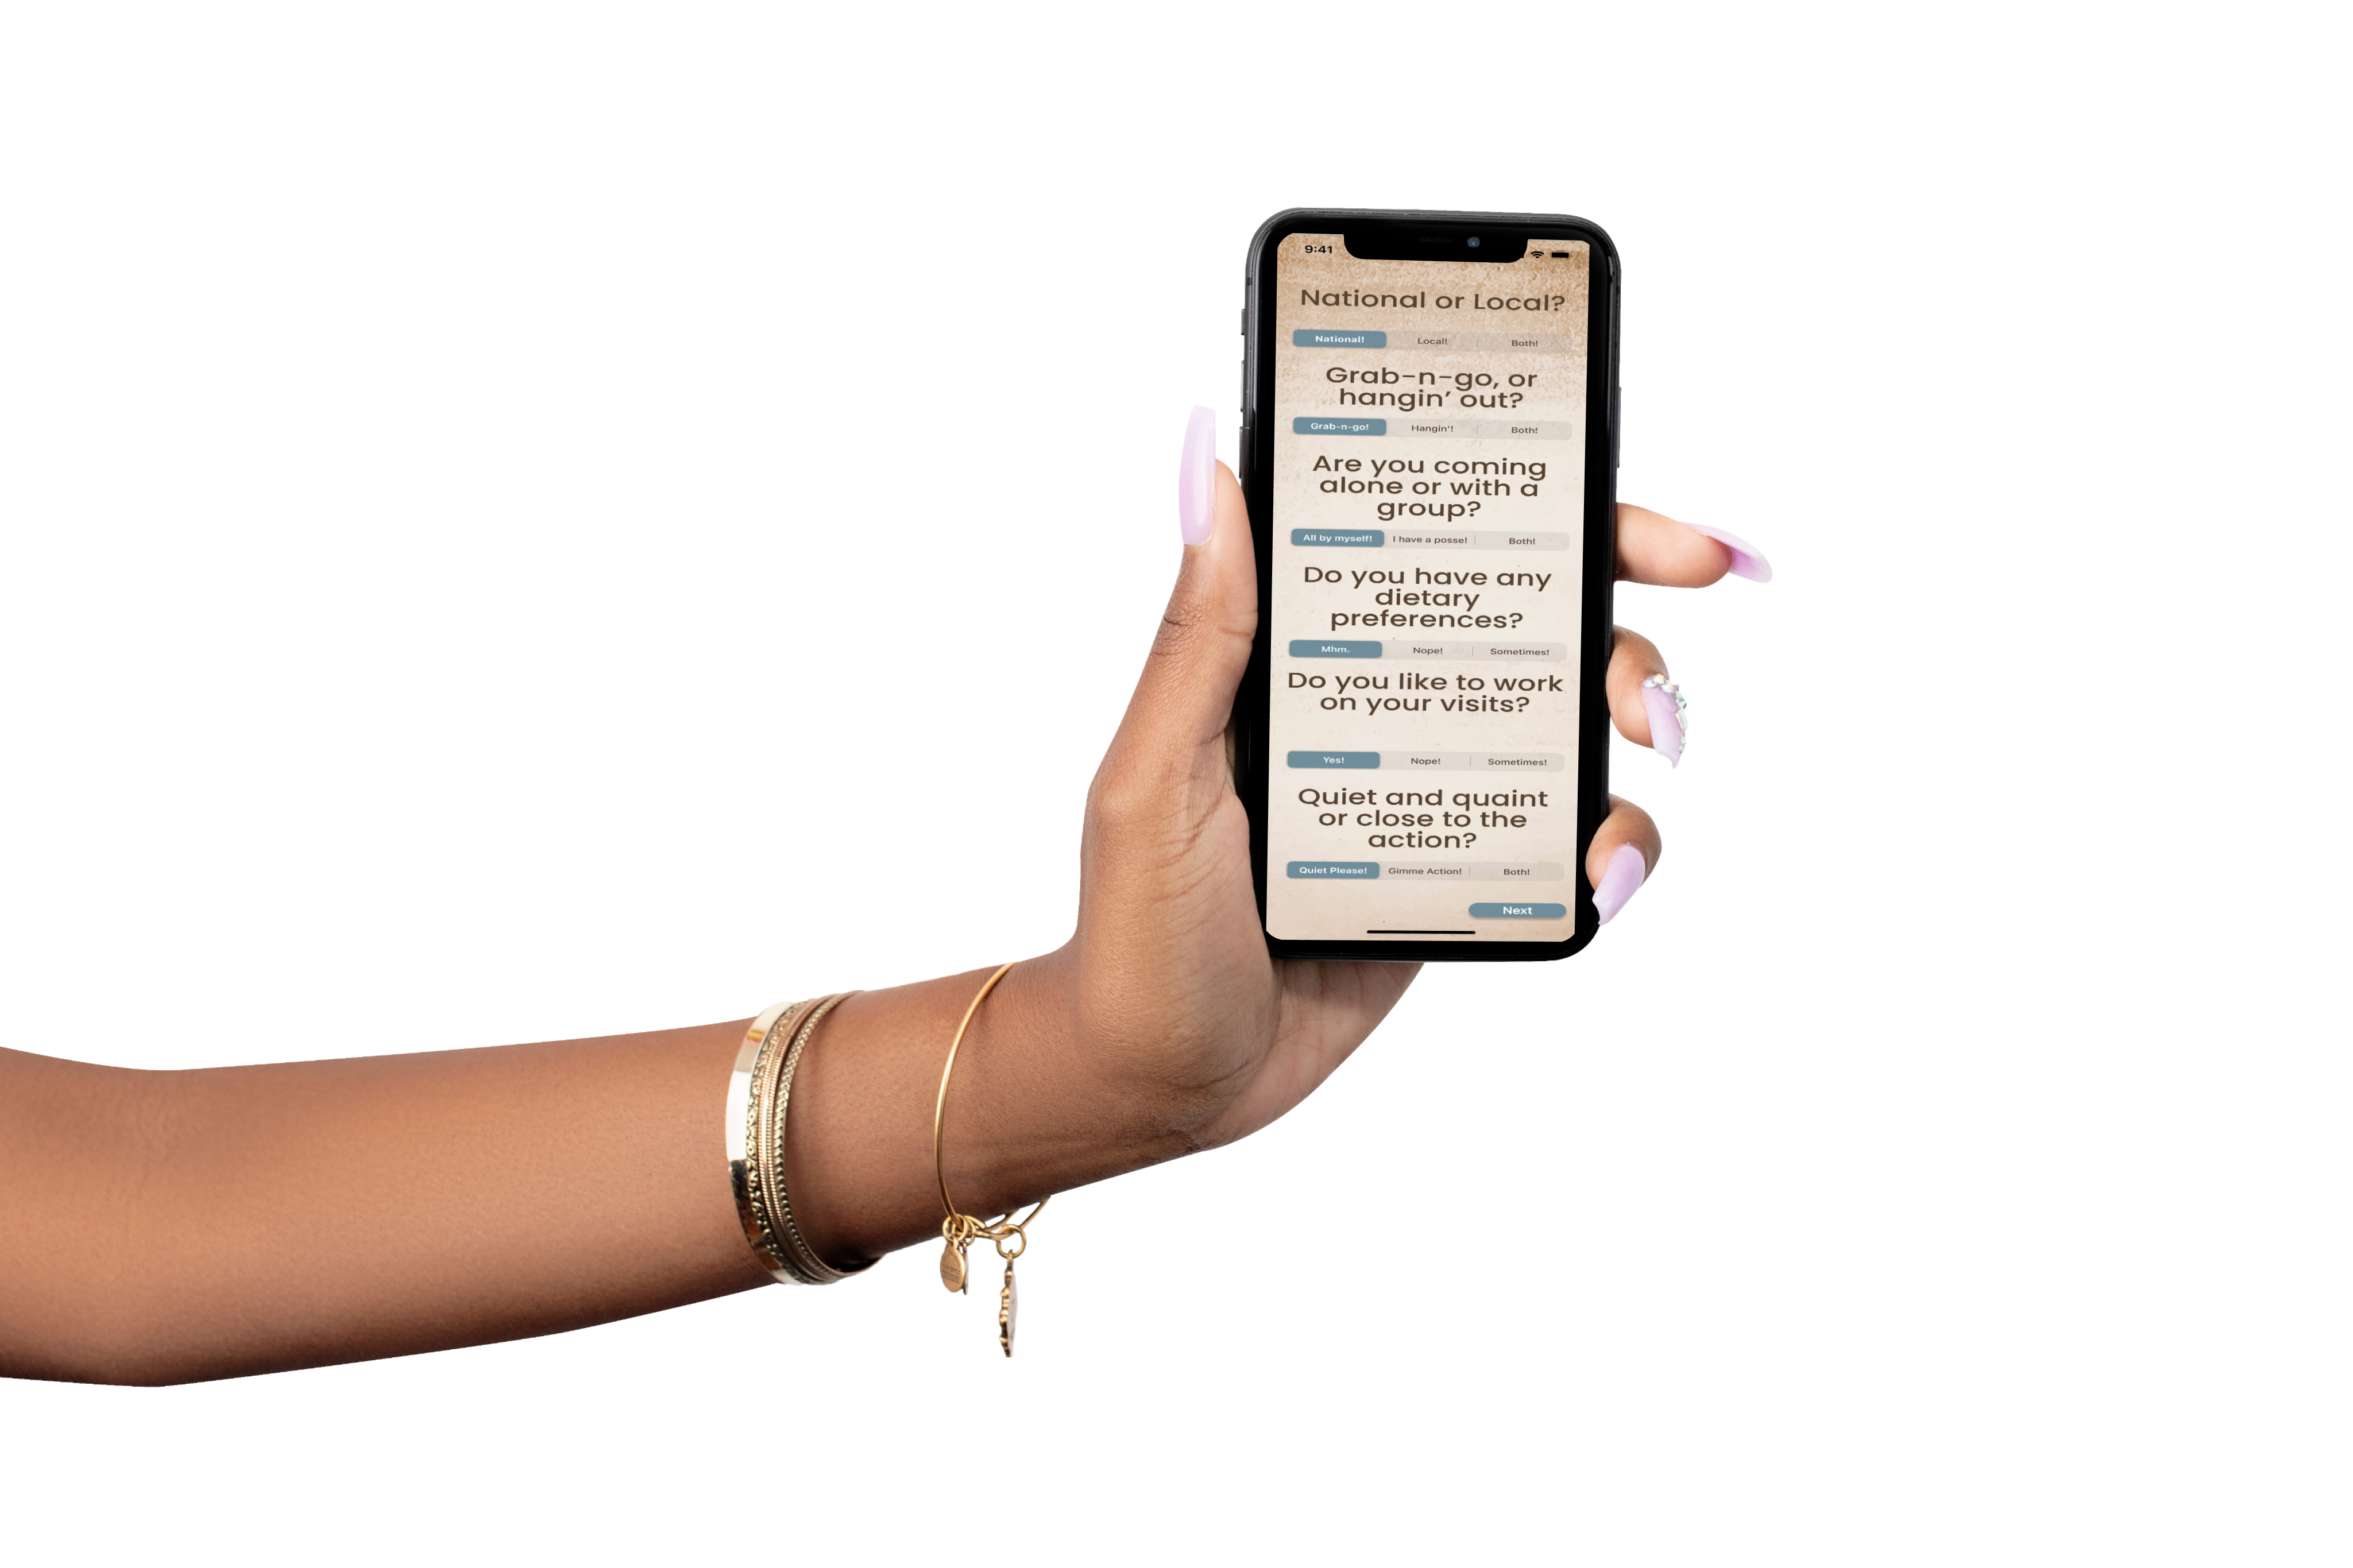 9:41
National or Local?
National! Local! Both!
Grab-n-go, or
hangin’ out?
Grab-n-go! Hangin'! Both!
Are you coming
alone or with a
group?
All by myself! I have a posse! Both!
Do you have any
dietary
preferences?
Mhm. Nope! Sometimes!
Do you like to work
on your visits?
Yes! Nope! Sometimes!
Quiet and quaint
or close to the
action?
Quiet Please! Gimme Action! Both!
Next